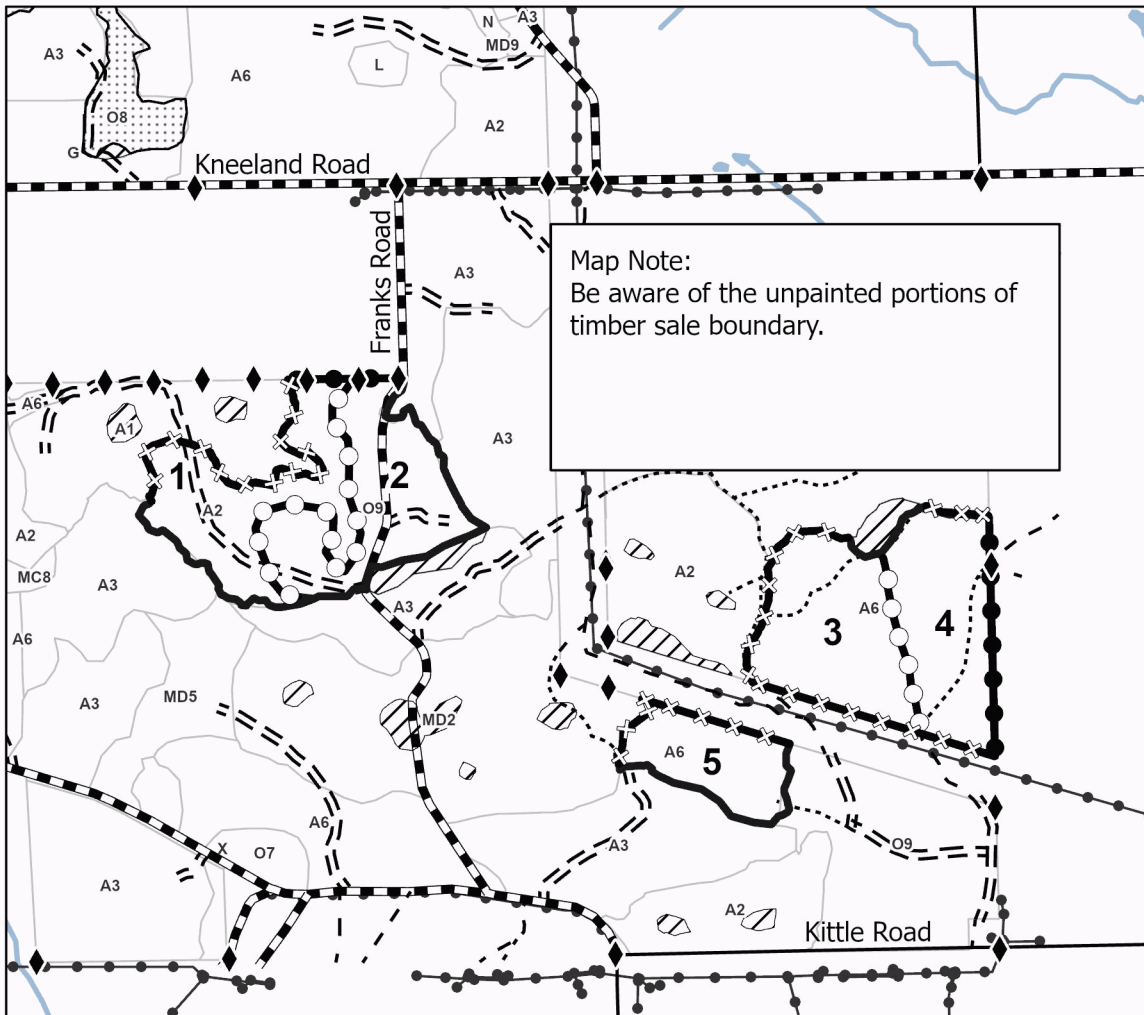 A3
N
MD9
A3
L
A6
O8
A2
G
Kneeland Road
Franks Road
A3
Map Note:
Be aware of the unpainted portions of
timber sale boundary.
A6
A1
A3
1
2
A2
O9
A2
MC8
A3
A2
A6
A3
3
4
A6
A3
MD5
MD2
A6
5
A6
X
O7
A3
O9
A3
A2
Kittle Road